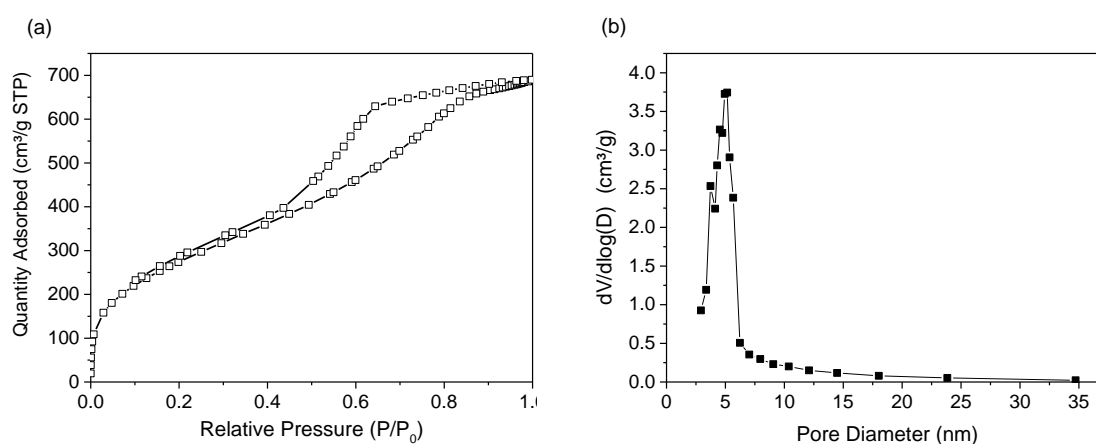 (a)
Quantity Adsorbed (cm³/g STP)
700
600
500
400
300
200
100
0
0.0 0.2 0.4 0.6 0.8 1.0
Relative Pressure (P/P₀)
(b)
dV/dlog(D) (cm³/g)
4.0
3.5
3.0
2.5
2.0
1.5
1.0
0.5
0.0
0 5 10 15 20 25 30 35
Pore Diameter (nm)